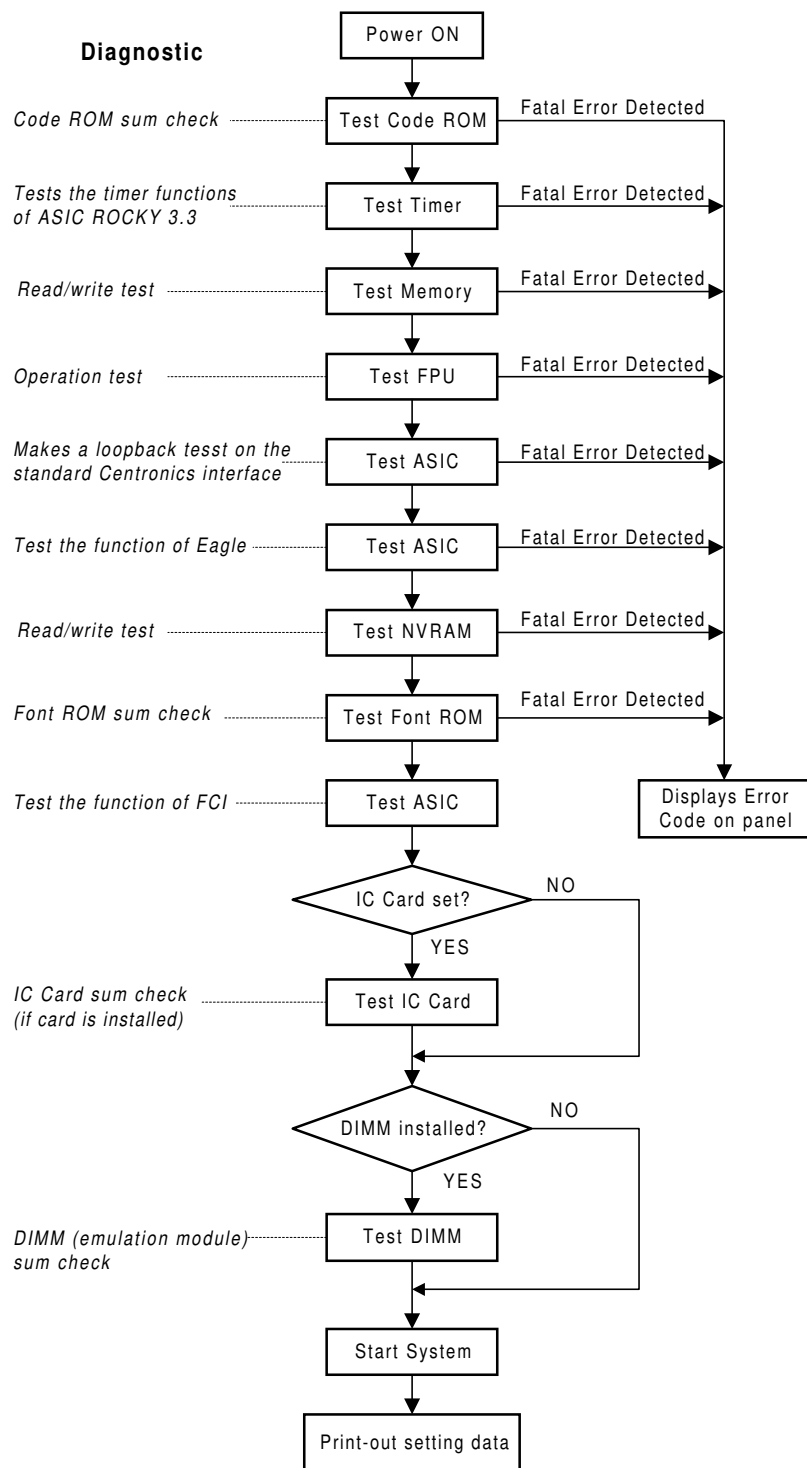 Power ON
Diagnostic
Code ROM sum check
Test Code ROM
Fatal Error Detected
Tests the timer functions
of ASIC ROCKY 3.3
Test Timer
Fatal Error Detected
Read/write test
Test Memory
Fatal Error Detected
Operation test
Test FPU
Fatal Error Detected
Makes a loopback tesst on the
standard Centronics interface
Test ASIC
Fatal Error Detected
Test the function of Eagle
Test ASIC
Fatal Error Detected
Read/write test
Test NVRAM
Fatal Error Detected
Font ROM sum check
Test Font ROM
Fatal Error Detected
Test the function of FCI
Test ASIC
Displays Error
Code on panel
IC Card set?
NO
YES
IC Card sum check
(if card is installed)
Test IC Card
DIMM installed?
NO
YES
DIMM (emulation module)
sum check
Test DIMM
Start System
Print-out setting data